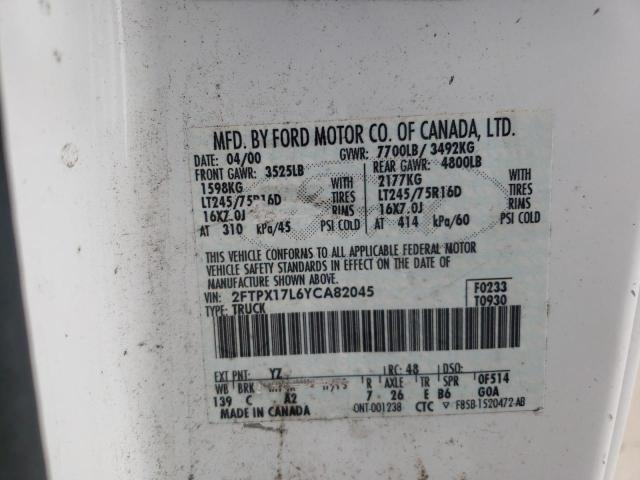 MFD. BY FORD MOTOR CO. OF CANADA, LTD.
DATE 04/00 GVWR: 7700LB/ 3492KG
FRONT GAWR: 3525LB REAR GAWR: 4800LB
1598KG WITH 2177KG WITH
LT245/75R16D TIRES LT245/75R16D TIRES
16X7.0J RIMS 16X7.0J RIMS
AT 310 kPa/45 PSI COLD AT 414 kPa/60 PSI COLD
THIS VEHICLE CONFORMS TO ALL APPLICABLE FEDERAL MOTOR
VEHICLE SAFETY STANDARDS IN EFFECT ON THE DATE OF
MANUFACTURE SHOWN ABOVE.
VIN: 2FTPX17L6YCA82045 F0233
TYPE: TRUCK T0930
EXT PNT: YZ RC: 48 DSO:
WB BRK R AXLE TR SPR 0F514
139 C A2 7 26 E B6 GOA
MADE IN CANADA ONT-001238 CTC ▽ F85B-1520472-AB